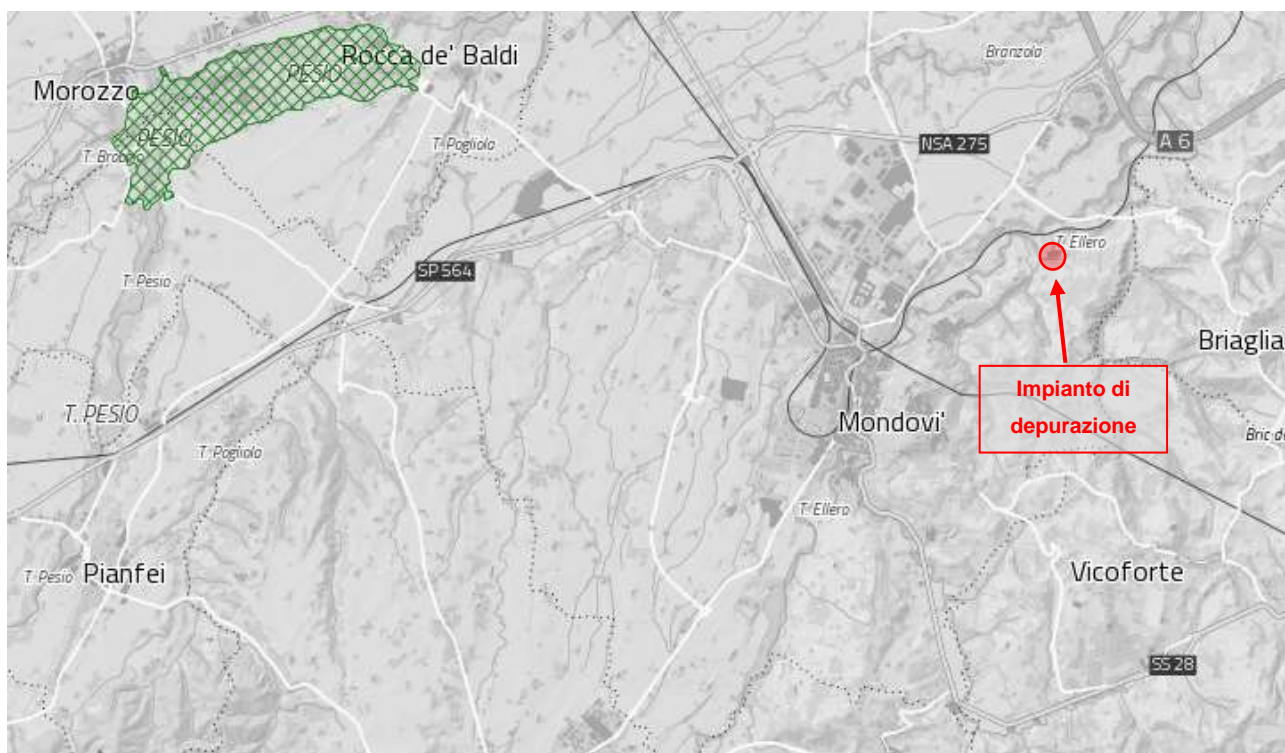 Rocca de' Baldi
Branzola
PESIO
Morozzo
PESIO
T. Pogliola
NSA 275
A 6
T. Brobbio
T. Ellero
T. Pesio
SP 564
Briaglia
Impianto di
depurazione
T. PESIO
Mondovi'
Bric de
T. Pogliola
T. Ellero
T. Pesio
Pianfei
Vicoforte
SS 28